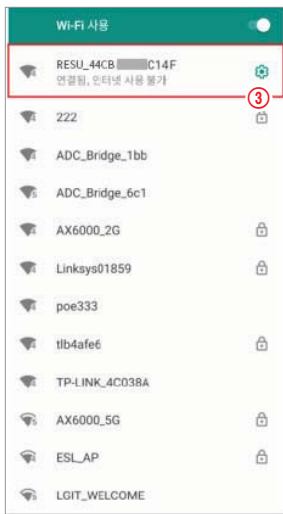 Wi-Fi 사용
RESU_44CB C14F
연결됨, 인터넷 사용 불가
③
222
ADC_Bridge_1bb
ADC_Bridge_6c1
AX6000_2G
Linksys01859
poe333
tlb4afe6
TP-LINK_4C038A
AX6000_5G
ESL_AP
LGIT_WELCOME